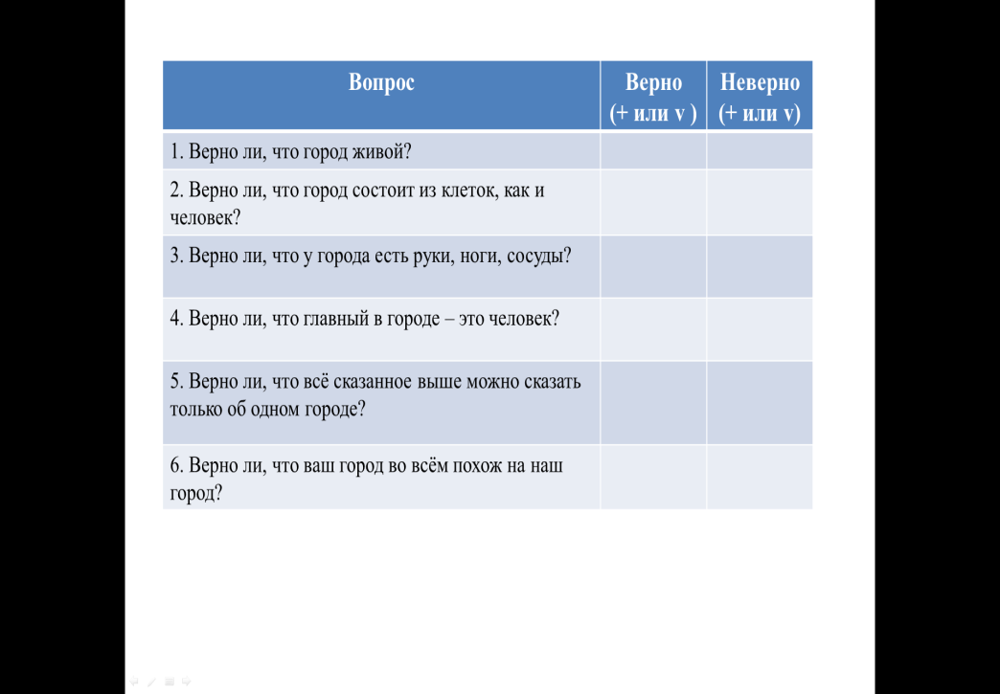 Вопрос
Верно
(+ или v )
Неверно
(+ или v)
1. Верно ли, что город живой?
2. Верно ли, что город состоит из клеток, как и
человек?
3. Верно ли, что у города есть руки, ноги, сосуды?
4. Верно ли, что главный в городе – это человек?
5. Верно ли, что всё сказанное выше можно сказать
только об одном городе?
6. Верно ли, что ваш город во всём похож на наш
город?